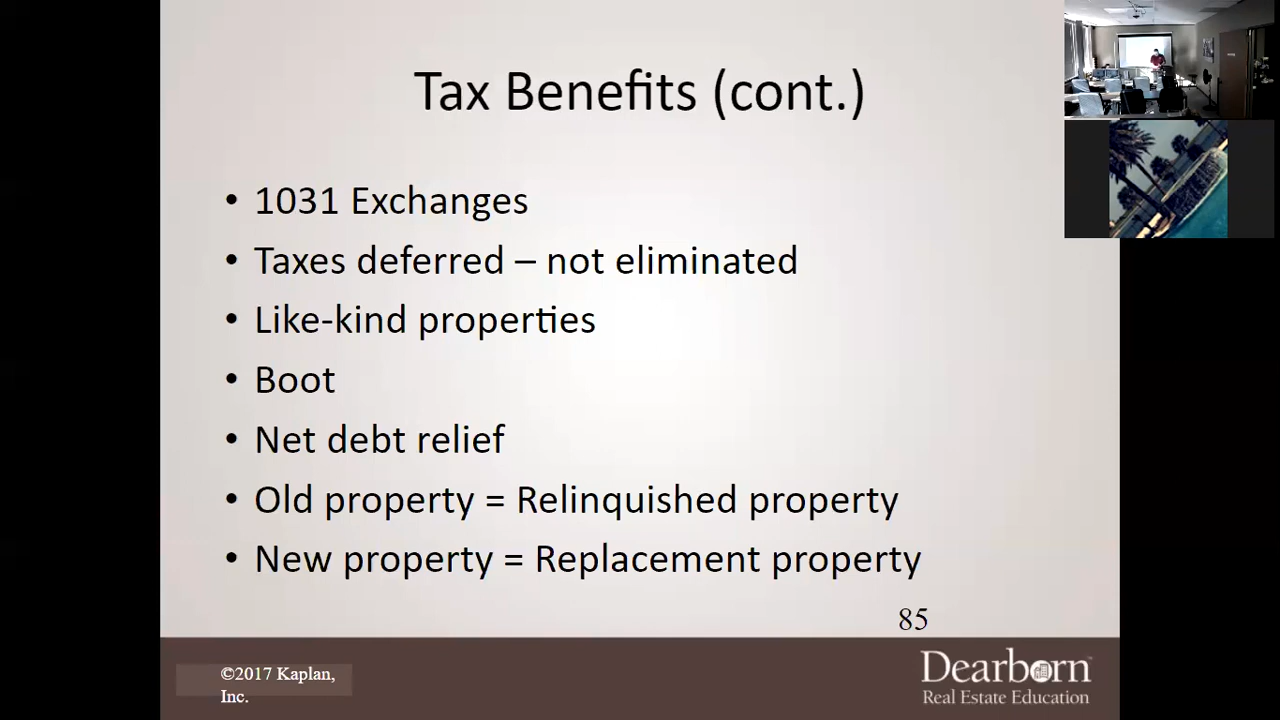 Tax Benefits (cont.)
• 1031 Exchanges
• Taxes deferred – not eliminated
• Like-kind properties
• Boot
• Net debt relief
• Old property = Relinquished property
• New property = Replacement property
85
©2017 Kaplan,
Inc.
Dearborn™
Real Estate Education